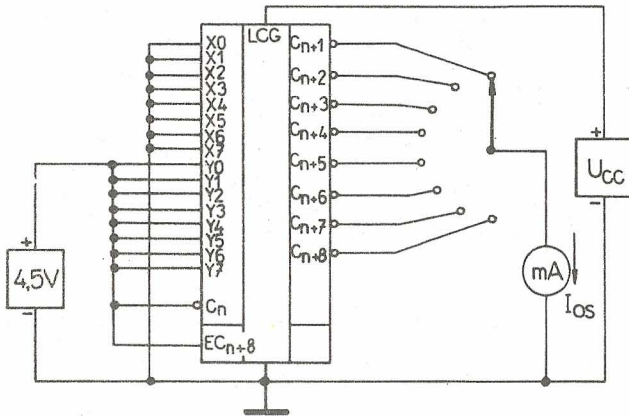 LCG
X0
X1
X2
X3
X4
X5
X6
X7
Y0
Y1
Y2
Y3
Y4
Y5
Y6
Y7
Cn
ECn+8
Cn+1
Cn+2
Cn+3
Cn+4
Cn+5
Cn+6
Cn+7
Cn+8
+
4,5V
-
+
UCC
-
mA
IOS